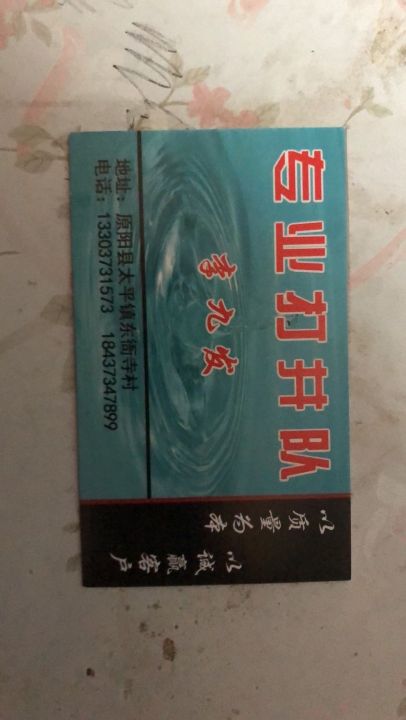 专业打井队
李九发
地址：原阳县太平镇东衙寺村
电话：13303731573 18437347899
以质量为本
以诚赢客户